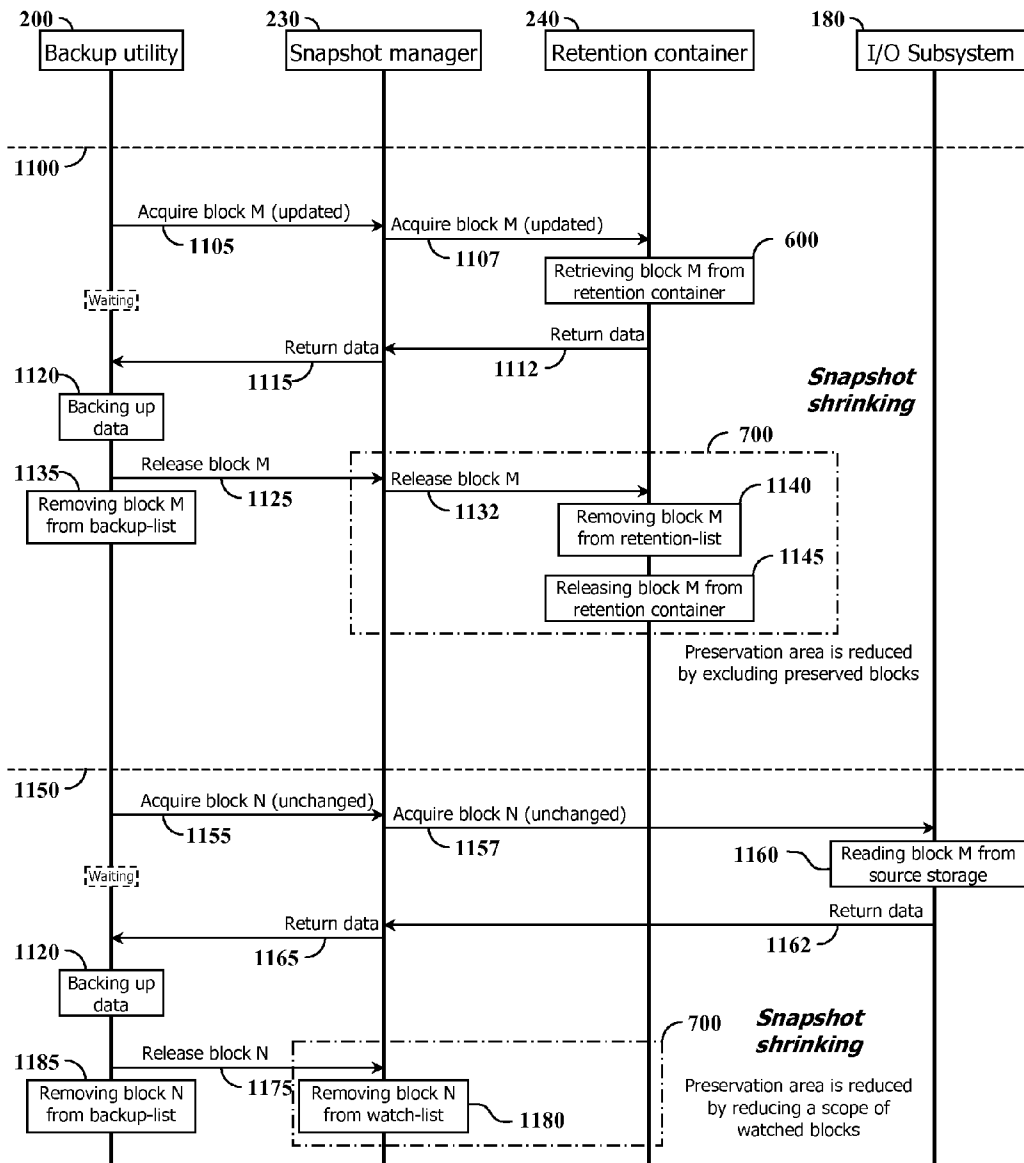 200
230
240
180
Backup utility
Snapshot manager
Retention container
I/O Subsystem
1100
Acquire block M (updated)
1105
Acquire block M (updated)
1107
600
Retrieving block M from
retention container
Waiting
Return data
1112
Return data
1115
1120
Backing up
data
Snapshot
shrinking
700
Release block M
1125
1135
Removing block M
from backup-list
Release block M
1132
1140
Removing block M
from retention-list
1145
Releasing block M from
retention container
Preservation area is reduced
by excluding preserved blocks
1150
Acquire block N (unchanged)
1155
Acquire block N (unchanged)
1157
1160
Reading block M from
source storage
Waiting
Return data
1162
Return data
1165
1120
Backing up
data
700
Snapshot
shrinking
Release block N
1175
1185
Removing block N
from backup-list
Removing block N
from watch-list
1180
Preservation area is reduced
by reducing a scope of
watched blocks